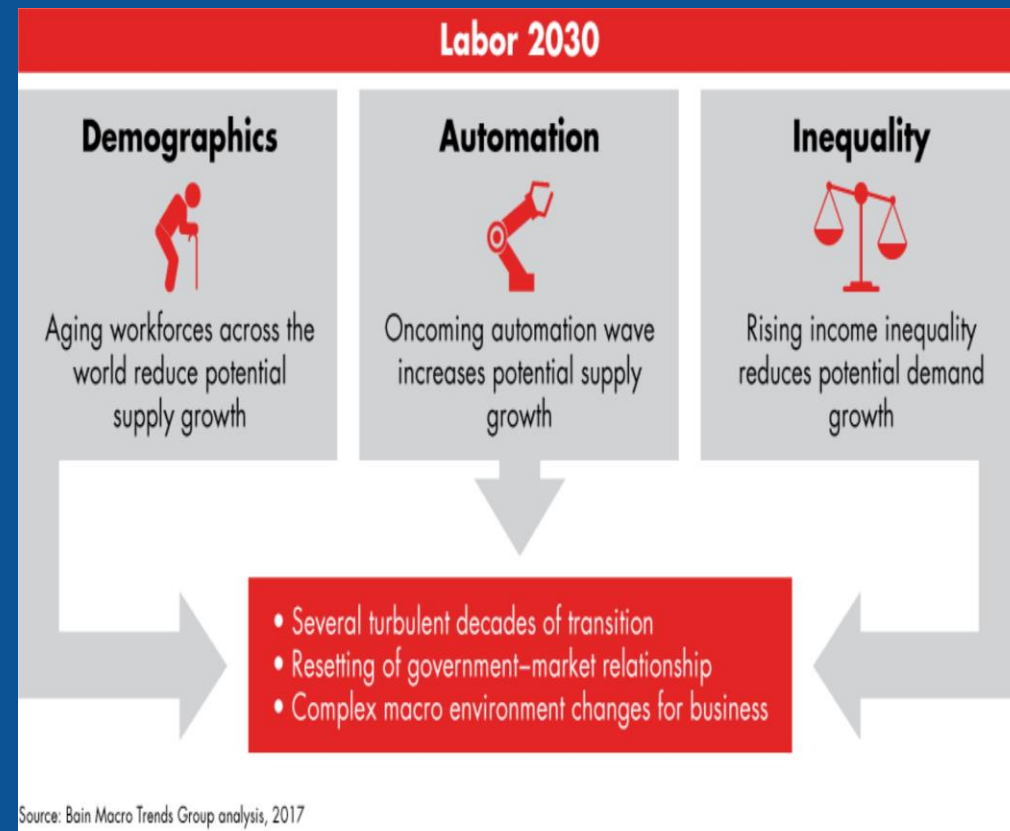 Labor 2030
Demographics
Aging workforces across the
world reduce potential
supply growth
Automation
Oncoming automation wave
increases potential supply
growth
Inequality
Rising income inequality
reduces potential demand
growth
• Several turbulent decades of transition
• Resetting of government–market relationship
• Complex macro environment changes for business
Source: Bain Macro Trends Group analysis, 2017